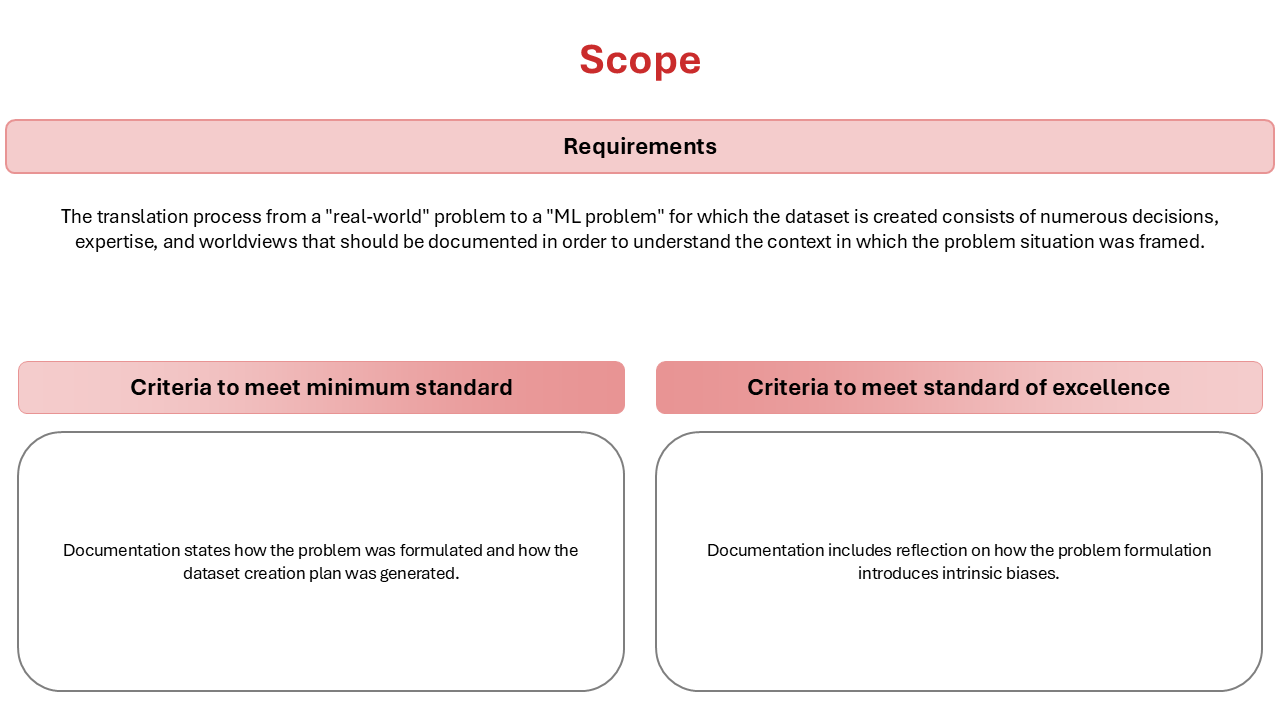 Scope
Requirements
The translation process from a "real-world" problem to a "ML problem" for which the dataset is created consists of numerous decisions,
expertise, and worldviews that should be documented in order to understand the context in which the problem situation was framed.
Criteria to meet minimum standard
Documentation states how the problem was formulated and how the
dataset creation plan was generated.
Criteria to meet standard of excellence
Documentation includes reflection on how the problem formulation
introduces intrinsic biases.